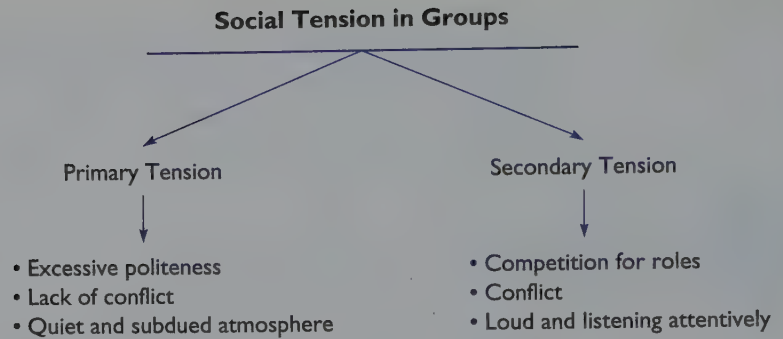 Social Tension in Groups
Primary Tension
Secondary Tension
• Excessive politeness
• Lack of conflict
• Quiet and subdued atmosphere
• Competition for roles
• Conflict
• Loud and listening attentively